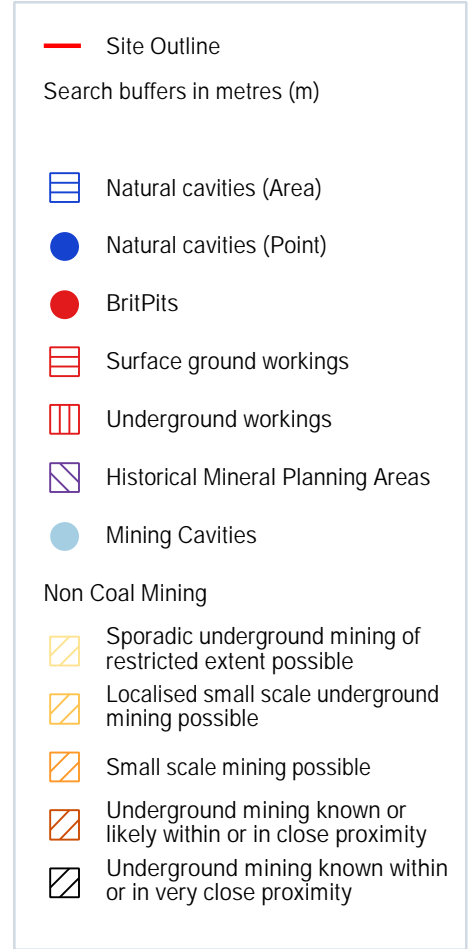 Site Outline
Search buffers in metres (m)
Natural cavities (Area)
Natural cavities (Point)
BritPits
Surface ground workings
Underground workings
Historical Mineral Planning Areas
Mining Cavities
Non Coal Mining
Sporadic underground mining of
restricted extent possible
Localised small scale underground
mining possible
Small scale mining possible
Underground mining known or
likely within or in close proximity
Underground mining known within
or in very close proximity